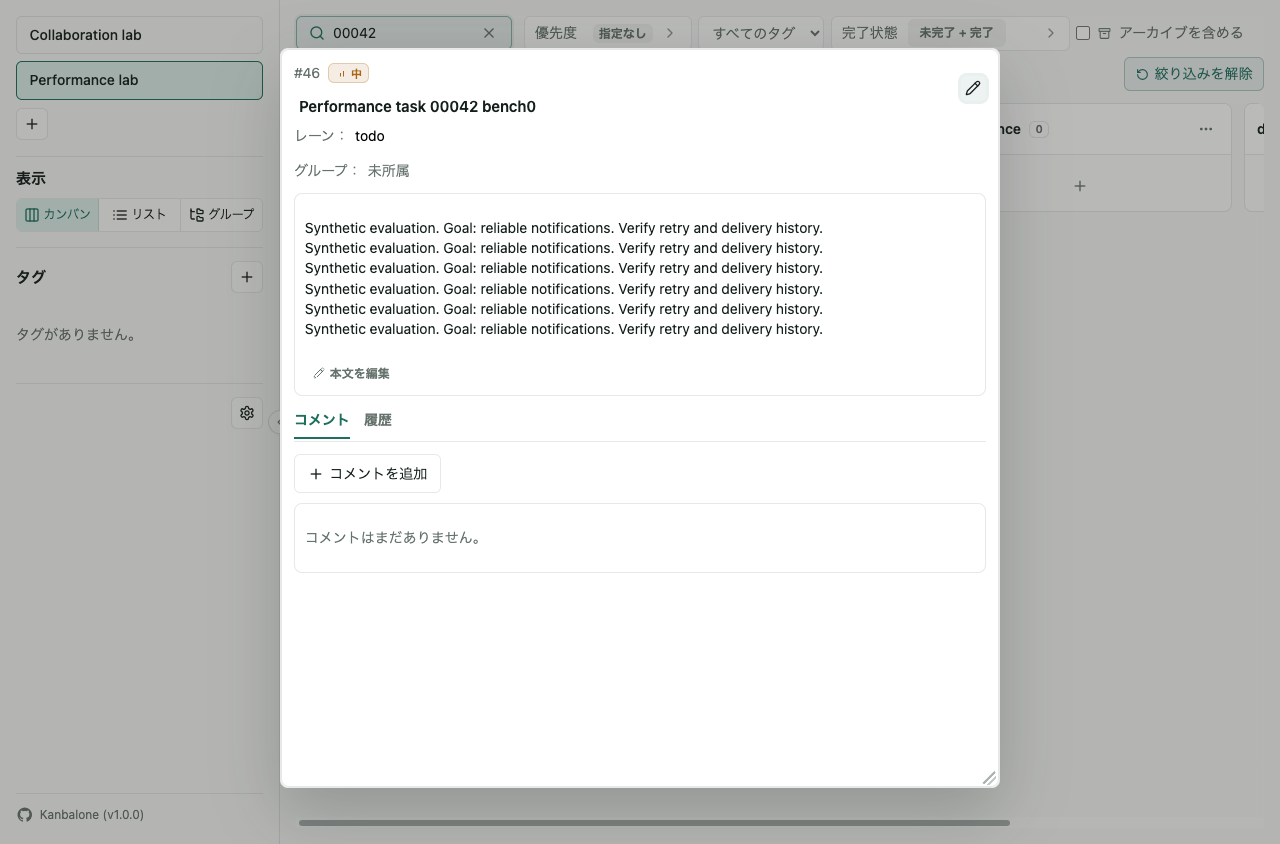 Collaboration lab
Performance lab
表示
カンバン
リスト
グループ
タグ
タグがありません。
Kanbalone (v1.0.0)
00042
優先度
指定なし
すべてのタグ
完了状態
未完了 + 完了
アーカイブを含める
絞り込みを解除
nce 0
d
#46
中
Performance task 00042 bench0
レーン： todo
グループ： 未所属
Synthetic evaluation. Goal: reliable notifications. Verify retry and delivery history.
Synthetic evaluation. Goal: reliable notifications. Verify retry and delivery history.
Synthetic evaluation. Goal: reliable notifications. Verify retry and delivery history.
Synthetic evaluation. Goal: reliable notifications. Verify retry and delivery history.
Synthetic evaluation. Goal: reliable notifications. Verify retry and delivery history.
Synthetic evaluation. Goal: reliable notifications. Verify retry and delivery history.
本文を編集
コメント 履歴
コメントを追加
コメントはまだありません。